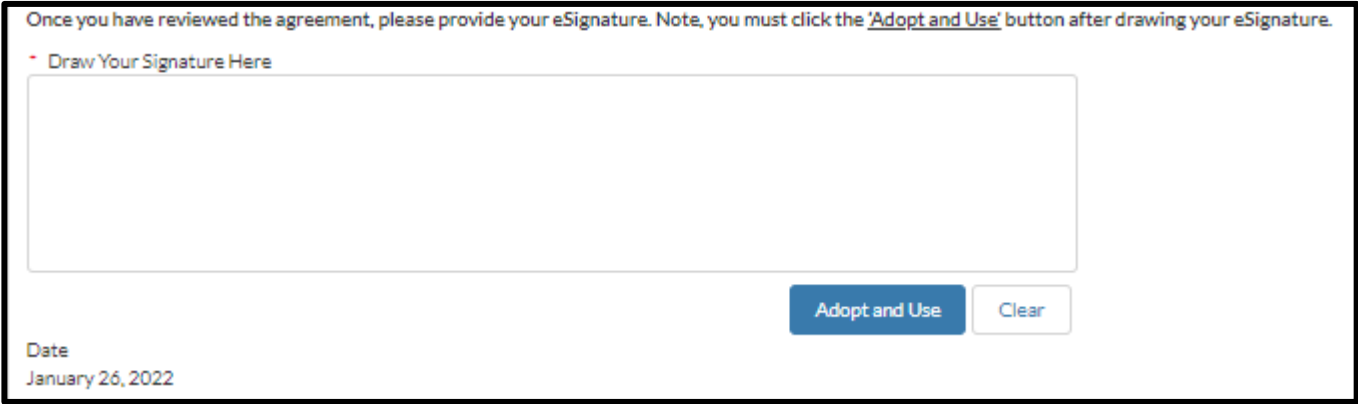 Once you have reviewed the agreement, please provide your eSignature. Note, you must click the 'Adopt and Use' button after drawing your eSignature.
* Draw Your Signature Here
Adopt and Use Clear
Date
January 26, 2022